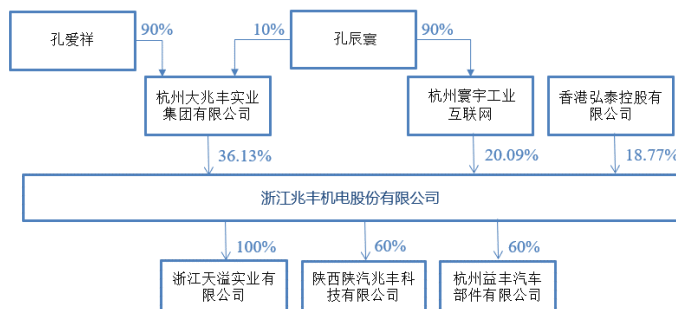 孔爱祥
90%
10%
孔辰寰
90%
杭州大兆丰实业
集团有限公司
杭州寰宇工业
互联网
香港弘泰控股有
限公司
36.13%
20.09%
18.77%
浙江兆丰机电股份有限公司
100%
60%
60%
浙江天溢实业有
限公司
陕西陕汽兆丰科
技有限公司
杭州益丰汽车
部件有限公司